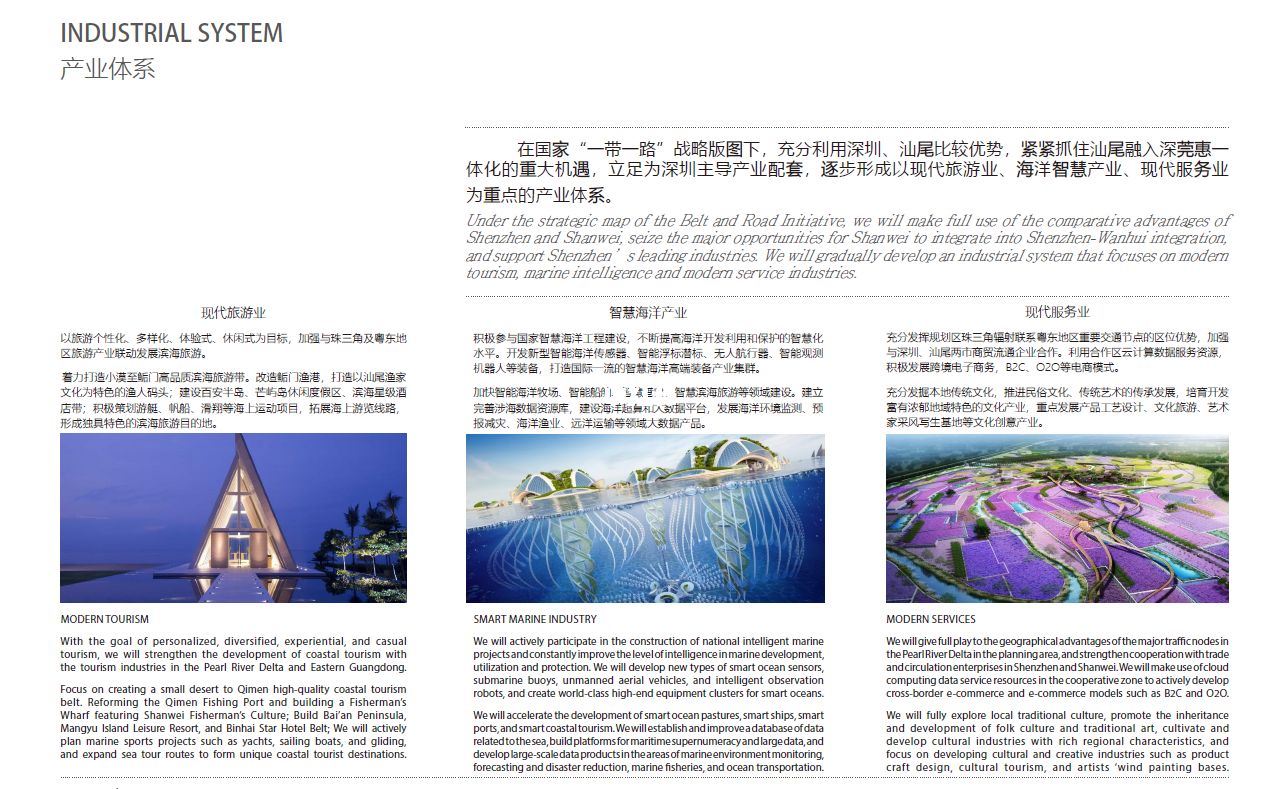 INDUSTRIAL SYSTEM
产业体系
在国家“一带一路”战略版图下，充分利用深圳、汕尾比较优势，紧紧抓住汕尾融入深莞惠一
体化的重大机遇，立足为深圳主导产业配套，逐步形成以现代旅游业、海洋智慧产业、现代服务业
为重点的产业体系。
Under the strategic map of the Belt and Road Initiative, we will make full use of the comparative advantages of
Shenzhen and Shanwei, seize the major opportunities for Shanwei to integrate into Shenzhen-Wanhui integration,
and support Shenzhen’s leading industries. We will gradually develop an industrial system that focuses on modern
tourism, marine intelligence and modern service industries.
现代旅游业
以旅游个性化、多样化、体验式、休闲式为目标，加强与珠三角及粤东地
区旅游产业联动发展滨海旅游。
着力打造小漠至鲘门高品质滨海旅游带。改造鲘门渔港，打造以汕尾渔家
文化为特色的渔人码头；建设百安半岛、芒屿岛休闲度假区、滨海星级酒
店带；积极策划游艇、帆船、滑翔等海上运动项目，拓展海上游览线路，
形成独具特色的滨海旅游目的地。
MODERN TOURISM
With the goal of personalized, diversified, experiential, and casual
tourism, we will strengthen the development of coastal tourism with
the tourism industries in the Pearl River Delta and Eastern Guangdong.
Focus on creating a small desert to Qimen high-quality coastal tourism
belt. Reforming the Qimen Fishing Port and building a Fisherman’s
Wharf featuring Shanwei Fisherman’s Culture; Build Bai’an Peninsula,
Mangyu Island Leisure Resort, and Binhai Star Hotel Belt; We will actively
plan marine sports projects such as yachts, sailing boats, and gliding,
and expand sea tour routes to form unique coastal tourist destinations.
智慧海洋产业
积极参与国家智慧海洋工程建设，不断提高海洋开发利用和保护的智慧化
水平。开发新型智能海洋传感器、智能浮标潜标、无人航行器、智能观测
机器人等装备，打造国际一流的智慧海洋高端装备产业集群。
加快智能海洋牧场、智能船舶、智慧滨海旅游等领域建设。建立
完善涉海数据资源库，建设海洋超算和大数据平台，发展海洋环境监测、预
报减灾、海洋渔业、远洋运输等领域大数据产品。
SMART MARINE INDUSTRY
We will actively participate in the construction of national intelligent marine
projects and constantly improve the level of intelligence in marine development,
utilization and protection. We will develop new types of smart ocean sensors,
submarine buoys, unmanned aerial vehicles, and intelligent observation
robots, and create world-class high-end equipment clusters for smart oceans.
We will accelerate the development of smart ocean pastures, smart ships, smart
ports, and smart coastal tourism. We will establish and improve a database of data
related to the sea, build platforms for maritime supernumeracy and large data, and
develop large-scale data products in the areas of marine environment monitoring,
forecasting and disaster reduction, marine fisheries, and ocean transportation.
现代服务业
充分发挥规划区珠三角辐射联系粤东地区重要交通节点的区位优势，加强
与深圳、汕尾两市商贸流通企业合作。利用合作区云计算数据服务资源，
积极发展跨境电子商务，B2C、O2O等电商模式。
充分发掘本地传统文化，推进民俗文化、传统艺术的传承发展，培育开发
富有浓郁地域特色的文化产业，重点发展产品工艺设计、文化旅游、艺术
家采风写生基地等文化创意产业。
MODERN SERVICES
We will give full play to the geographical advantages of the major traffic nodes in
the Pearl River Delta in the planning area, and strengthen cooperation with trade
and circulation enterprises in Shenzhen and Shanwei. We will make use of cloud
computing data service resources in the cooperative zone to actively develop
cross-border e-commerce and e-commerce models such as B2C and O2O.
We will fully explore local traditional culture, promote the inheritance
and development of folk culture and traditional art, cultivate and
develop cultural industries with rich regional characteristics, and
focus on developing cultural and creative industries such as product
craft design, cultural tourism, and artists ‘wind painting bases.